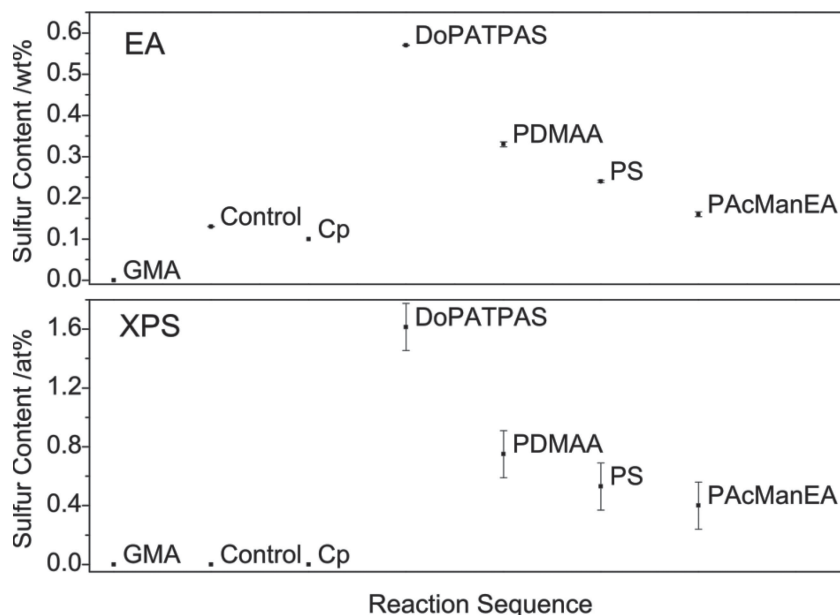 EA
Sulfur Content /wt%
0.6
0.5
0.4
0.3
0.2
0.1
0.0
DoPATPAS
PDMAA
PS
PAcManEA
Control
Cp
GMA
XPS
Sulfur Content /at%
1.6
1.2
0.8
0.4
0.0
DoPATPAS
PDMAA
PS
PAcManEA
GMA
Control
Cp
Reaction Sequence